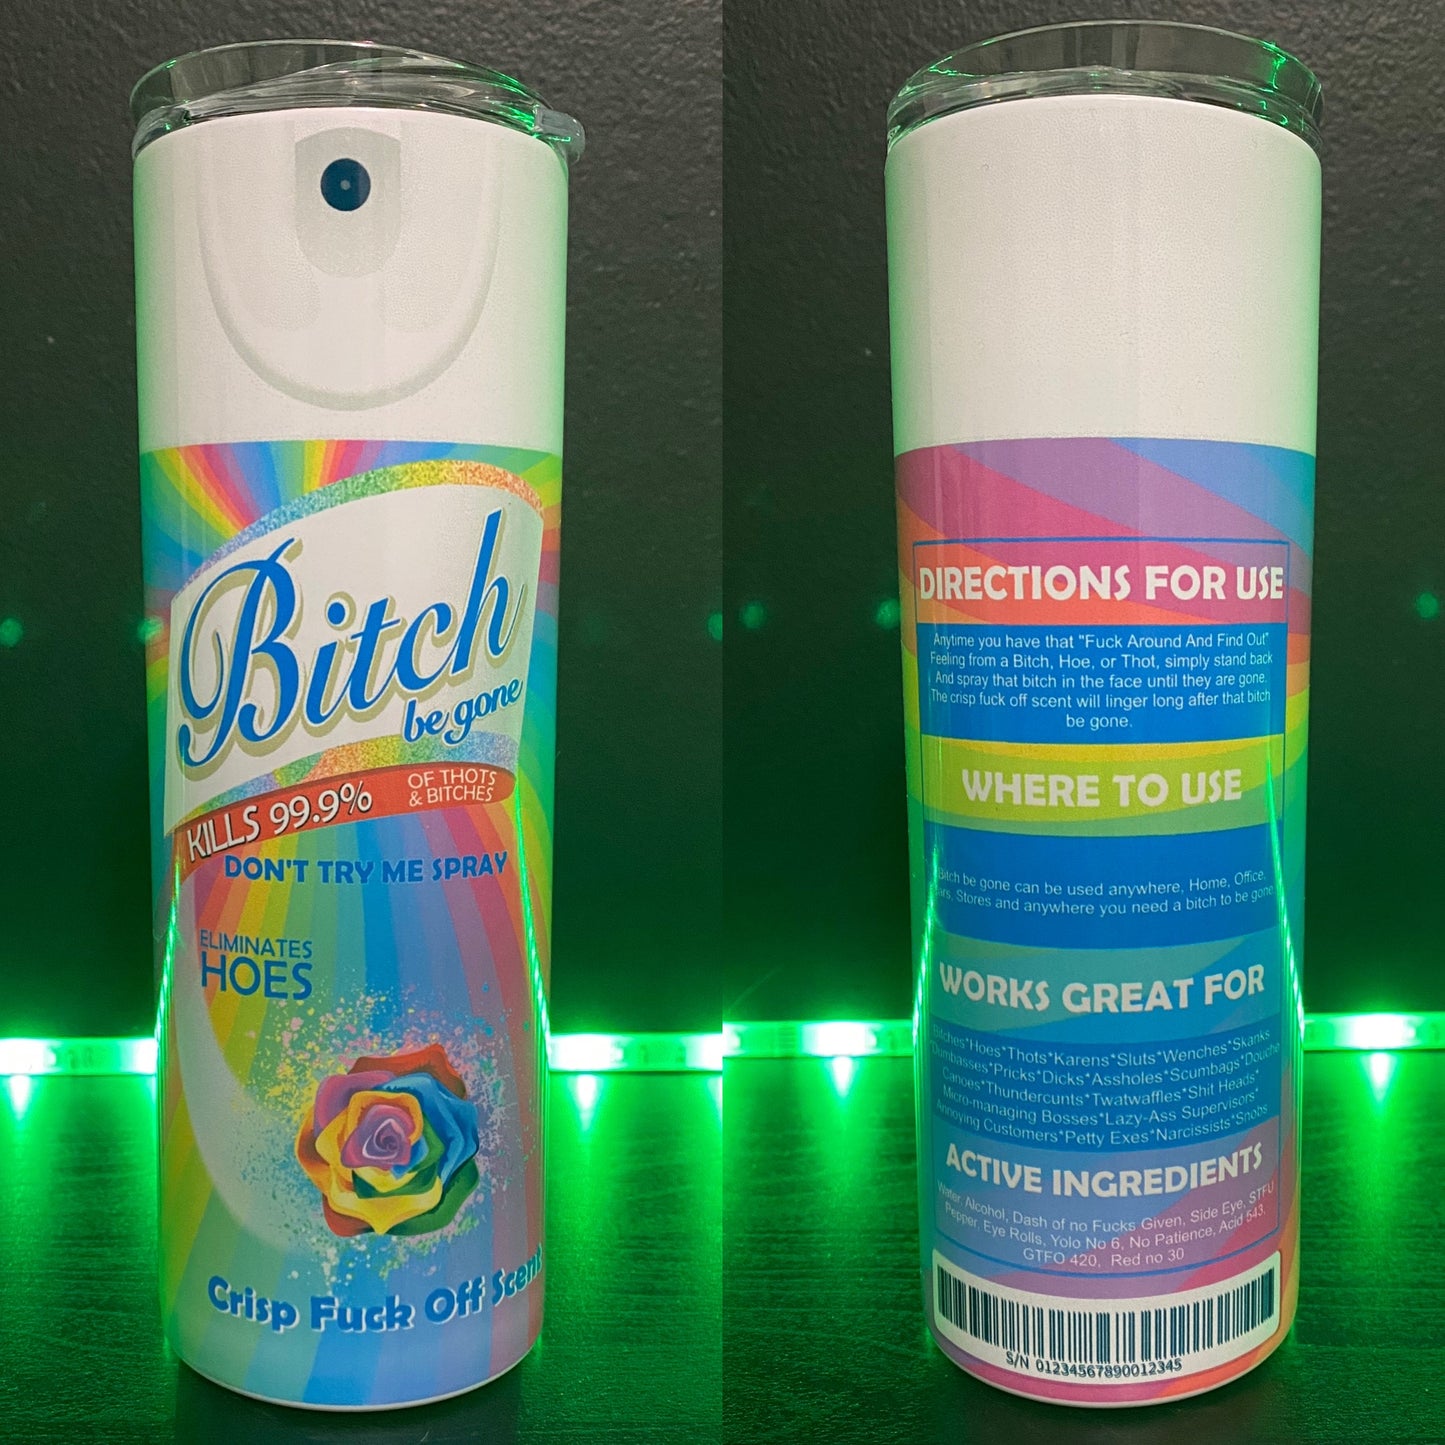 Bitch
be gone
KILLS 99.9%
OF THOTS
& BITCHES
DON'T TRY ME SPRAY
ELIMINATES
HOES
Crisp Fuck Off Scent
DIRECTIONS FOR USE
Anytime you have that "Fuck Around And Find Out"
Feeling from a Bitch, Hoe, or Thot, simply stand back
And spray that bitch in the face until they are gone.
The crisp fuck off scent will linger long after that bitch
be gone.
WHERE TO USE
Bitch be gone can be used anywhere, Home, Office,
Stores and anywhere you need a bitch to be gone
WORKS GREAT FOR
Bitches*Hoes*Thots*Karens*Sluts*Wenches*Skanks
*Dumbasses*Pricks*Dicks*Assholes*Scumbags*Douche
Canoes*Thundercunts*Twatwaffles*Shit Heads*
Micro-managing Bosses*Lazy-Ass Supervisors*
Annoying Customers*Petty Exes*Narcissists*Snobs
ACTIVE INGREDIENTS
Water, Alcohol, Dash of no Fucks Given, Side Eye, STFU
Pepper, Eye Rolls, Yolo No 6, No Patience, Acid 543,
GTFO 420, Red no 30
S/N 01234567890012345